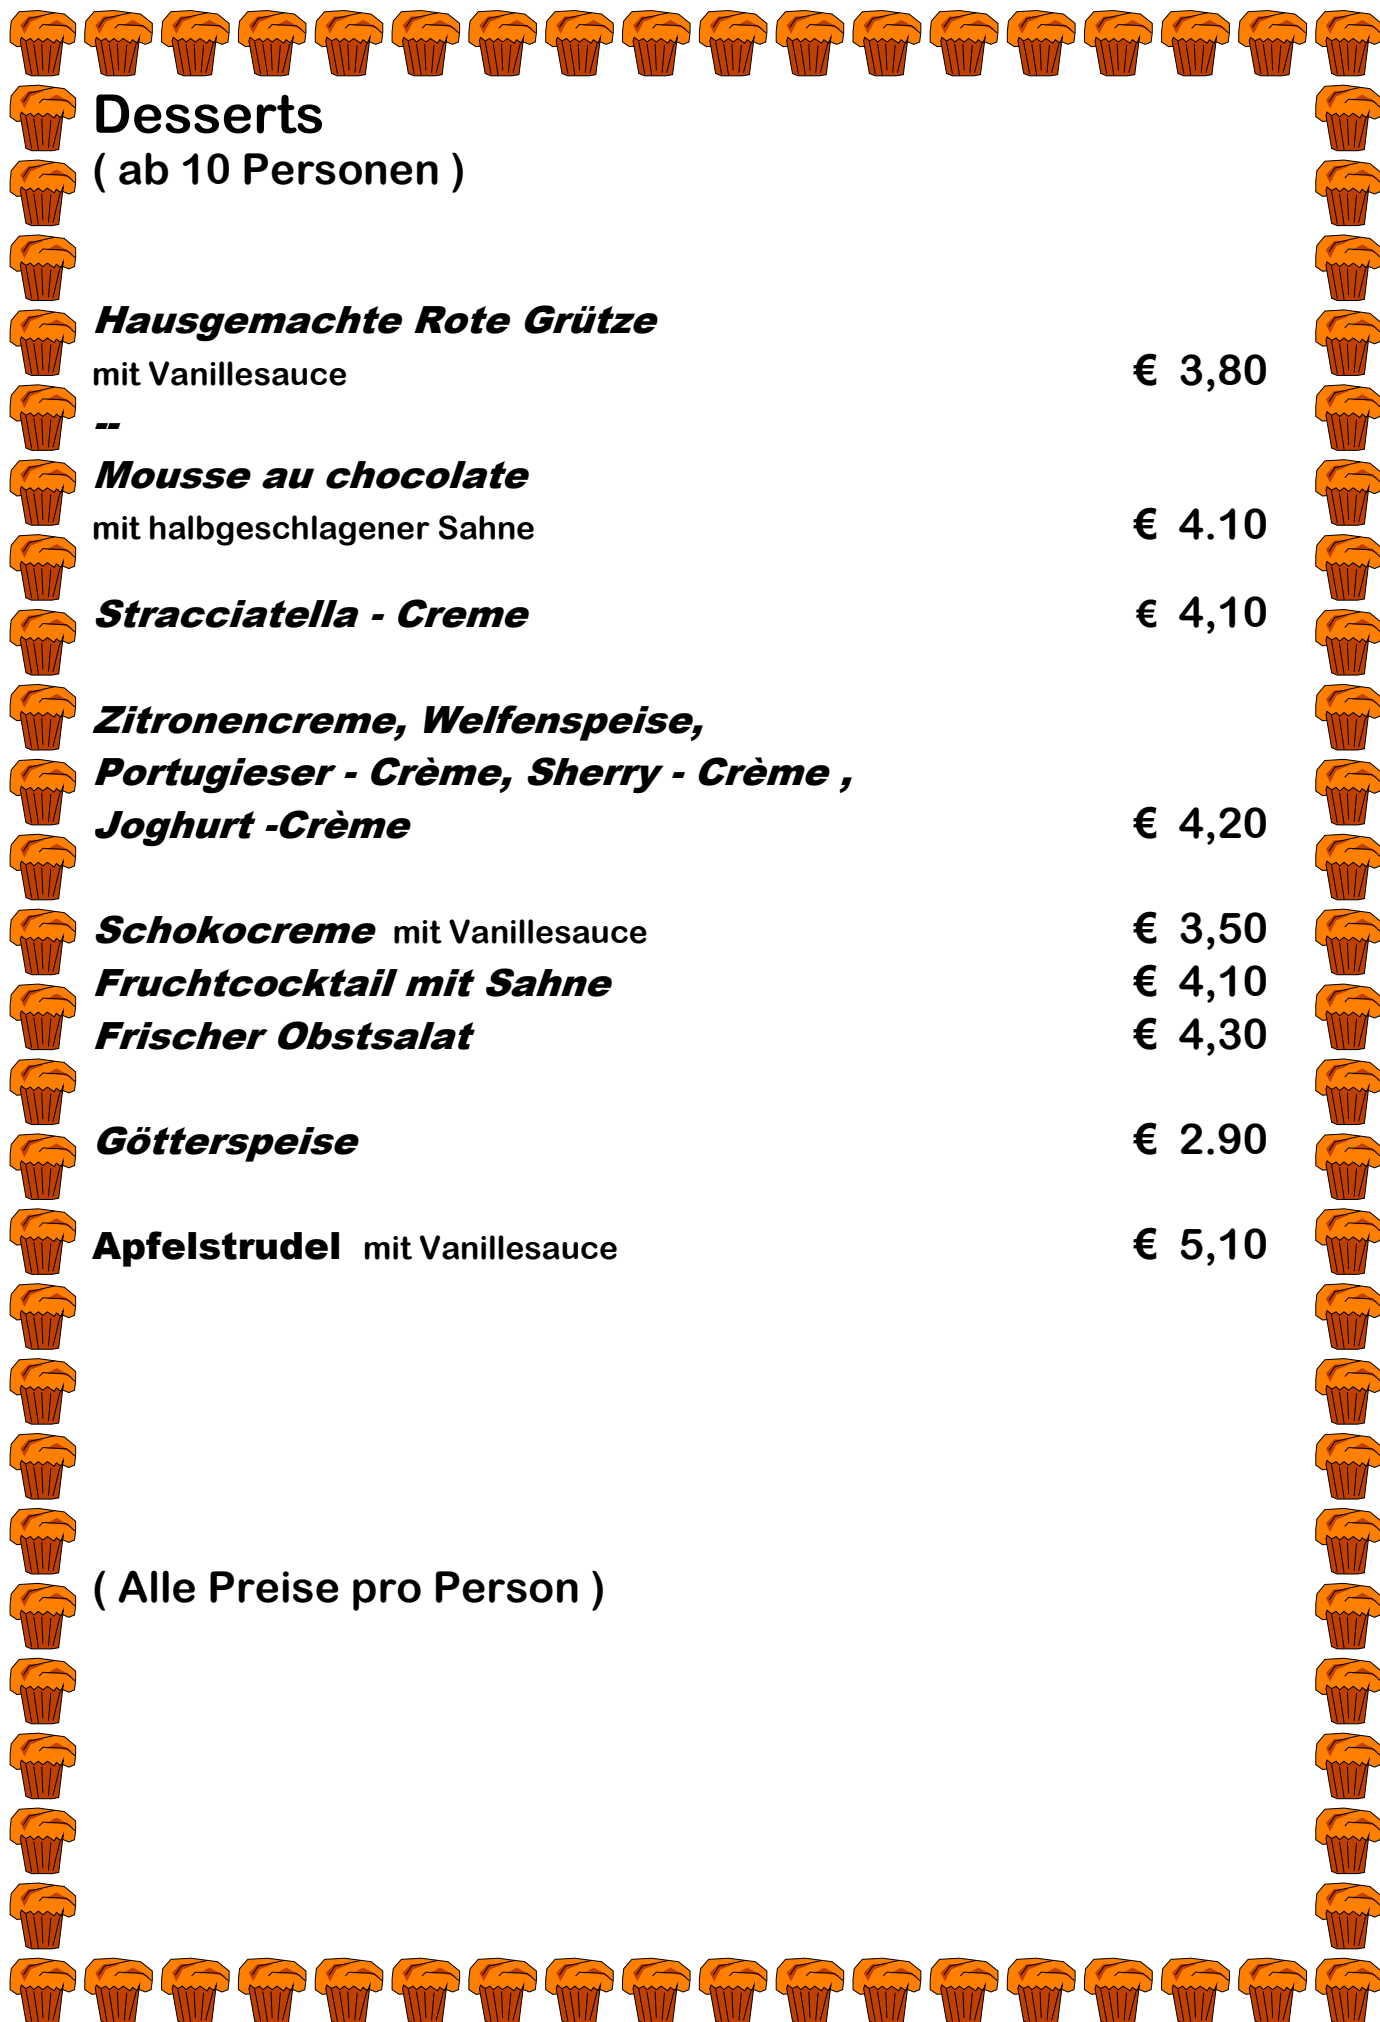 Desserts
( ab 10 Personen )
Hausgemachte Rote Grütze
mit Vanillesauce € 3,80
--
Mousse au chocolate
mit halbgeschlagener Sahne € 4.10
Stracciatella - Creme € 4,10
Zitronencreme, Welfenspeise,
Portugieser - Crème, Sherry - Crème ,
Joghurt -Crème € 4,20
Schokocreme mit Vanillesauce € 3,50
Fruchtcocktail mit Sahne € 4,10
Frischer Obstsalat € 4,30
Götterspeise € 2.90
Apfelstrudel mit Vanillesauce € 5,10
( Alle Preise pro Person )